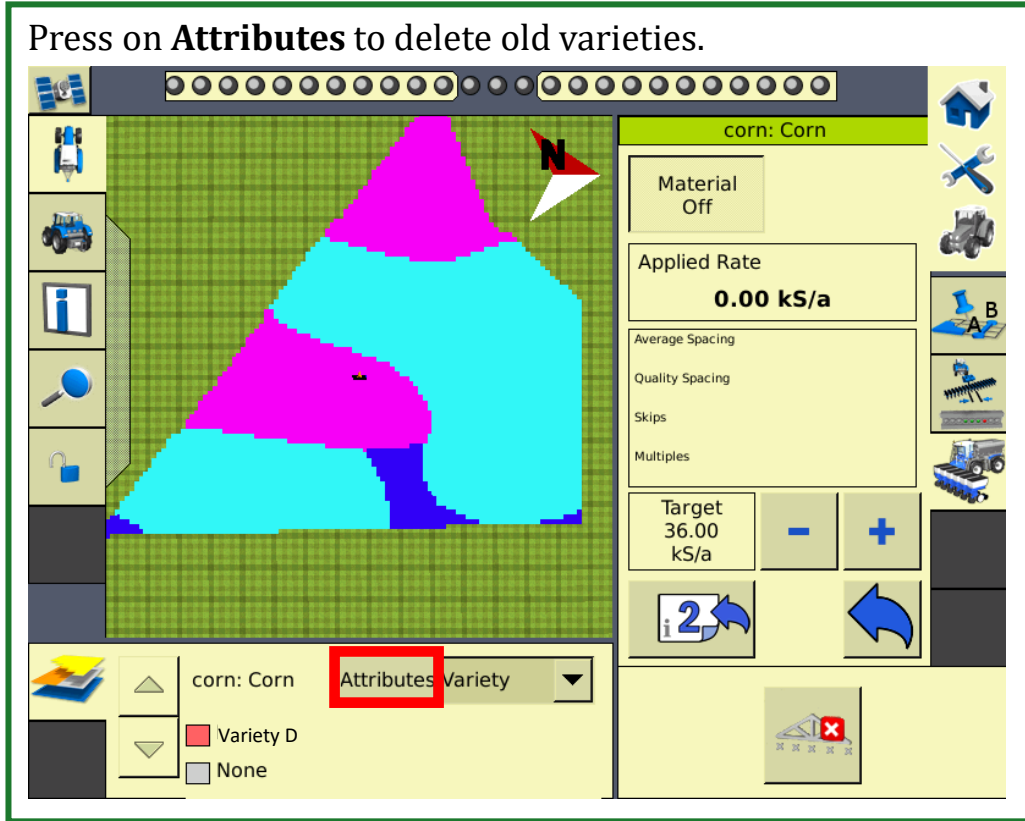 Press on Attributes to delete old varieties.
N
corn: Corn
Material
Off
Applied Rate
0.00 kS/a
Average Spacing
Quality Spacing
Skips
Multiples
Target
36.00
kS/a
2
A B
corn: Corn Attributes Variety
Variety D
None